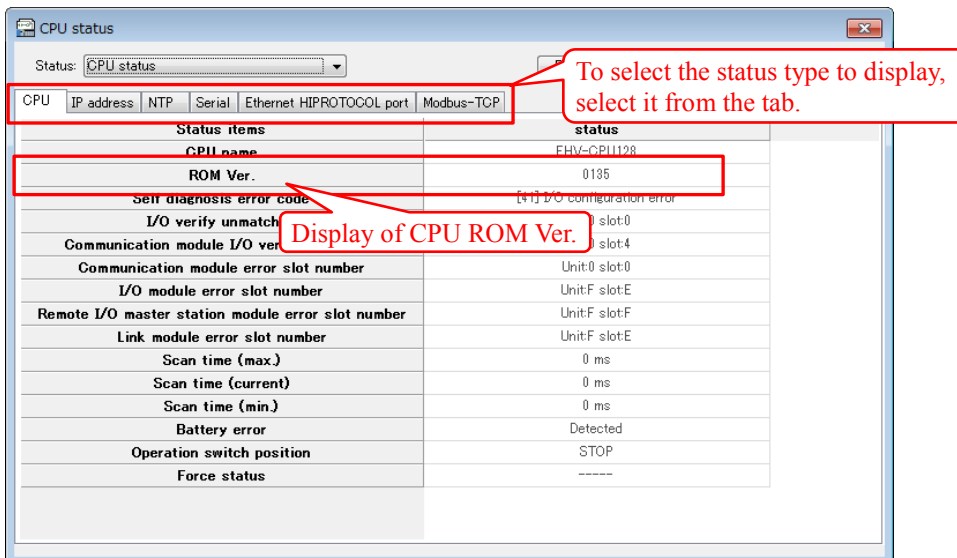 CPU status
Status: CPU status
To select the status type to display,
select it from the tab.
CPU IP address NTP Serial Ethernet HIPROTOCOL port Modbus-TCP
Status items status
CPU name EHV-CPU128
ROM Ver. 0135
Self diagnosis error code [41] I/O configuration error
I/O verify unmatch slot:0
Display of CPU ROM Ver.
Communication module I/O slot:4
Communication module error slot number Unit:0 slot:0
I/O module error slot number Unit:F slot:E
Remote I/O master station module error slot number Unit:F slot:F
Link module error slot number Unit:F slot:E
Scan time (max.) 0 ms
Scan time (current) 0 ms
Scan time (min.) 0 ms
Battery error Detected
Operation switch position STOP
Force status -----